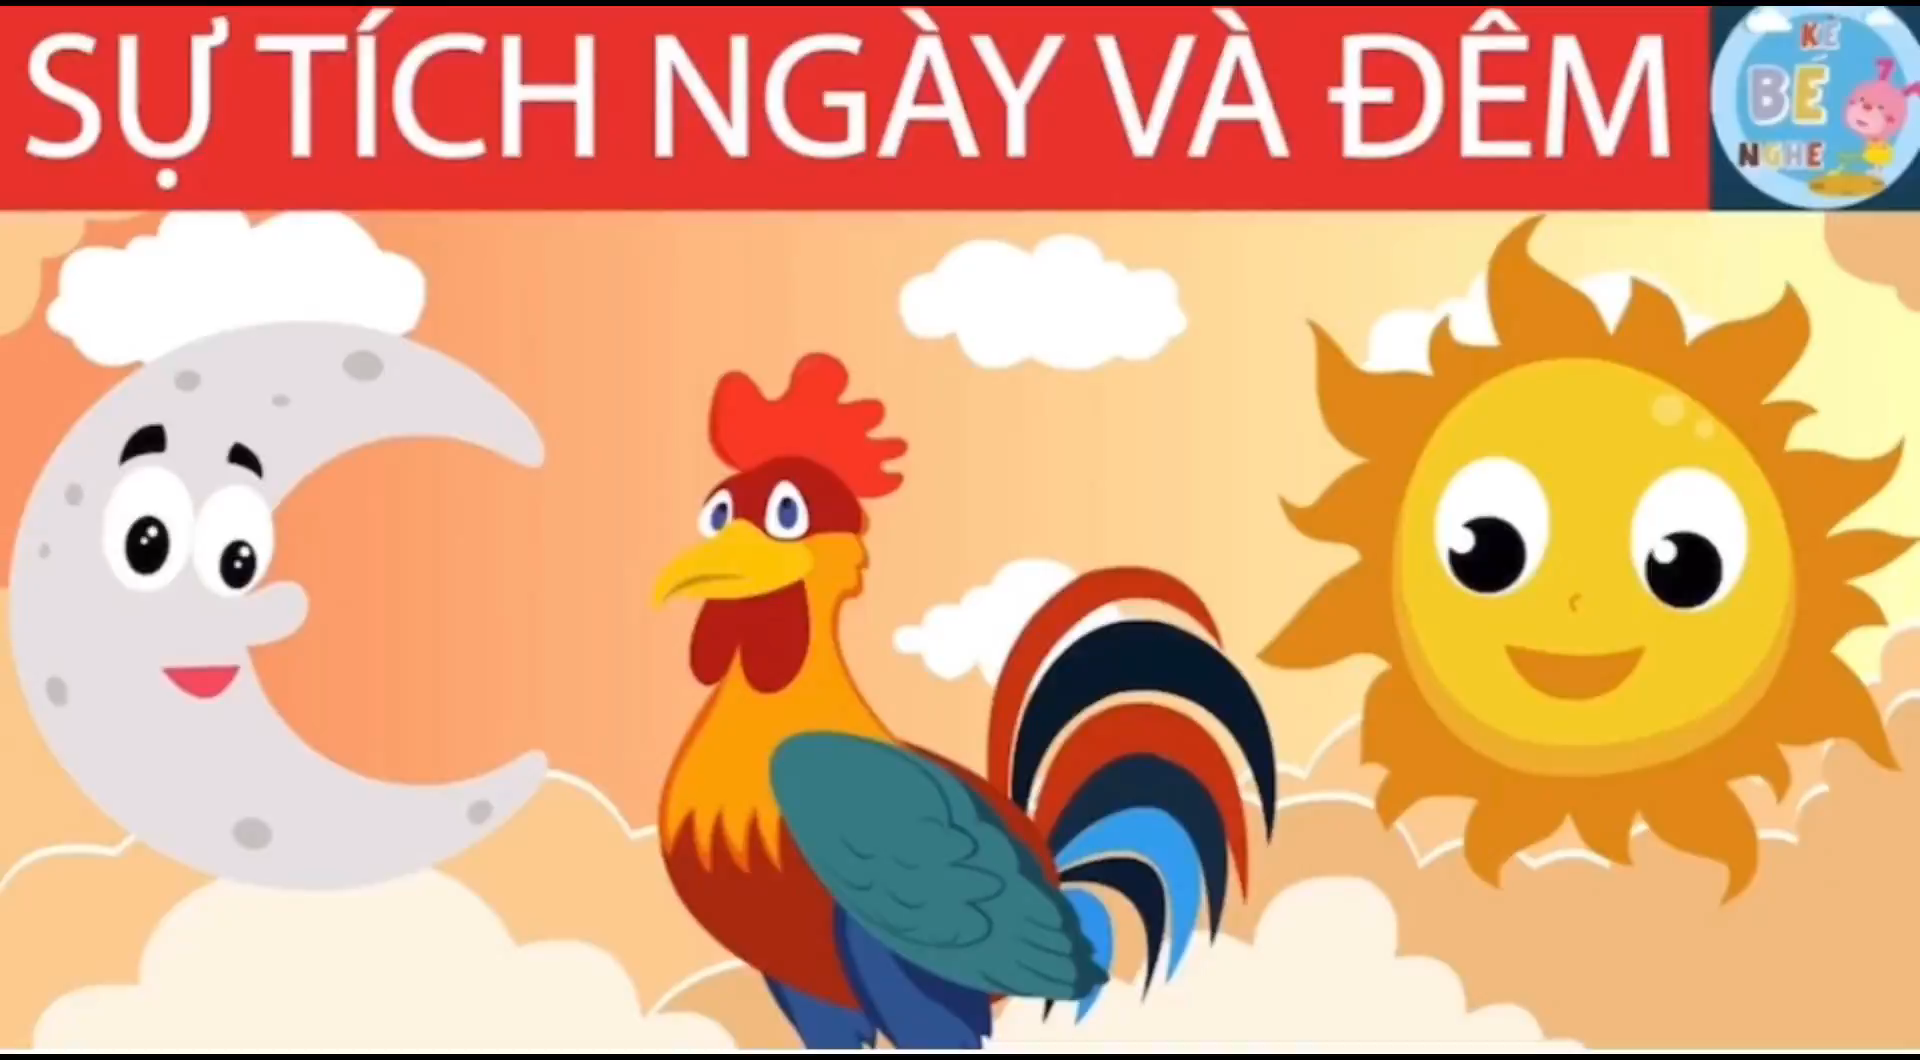 SỰ TÍCH NGÀY VÀ ĐÊM
KỂ
BÉ
NGHE